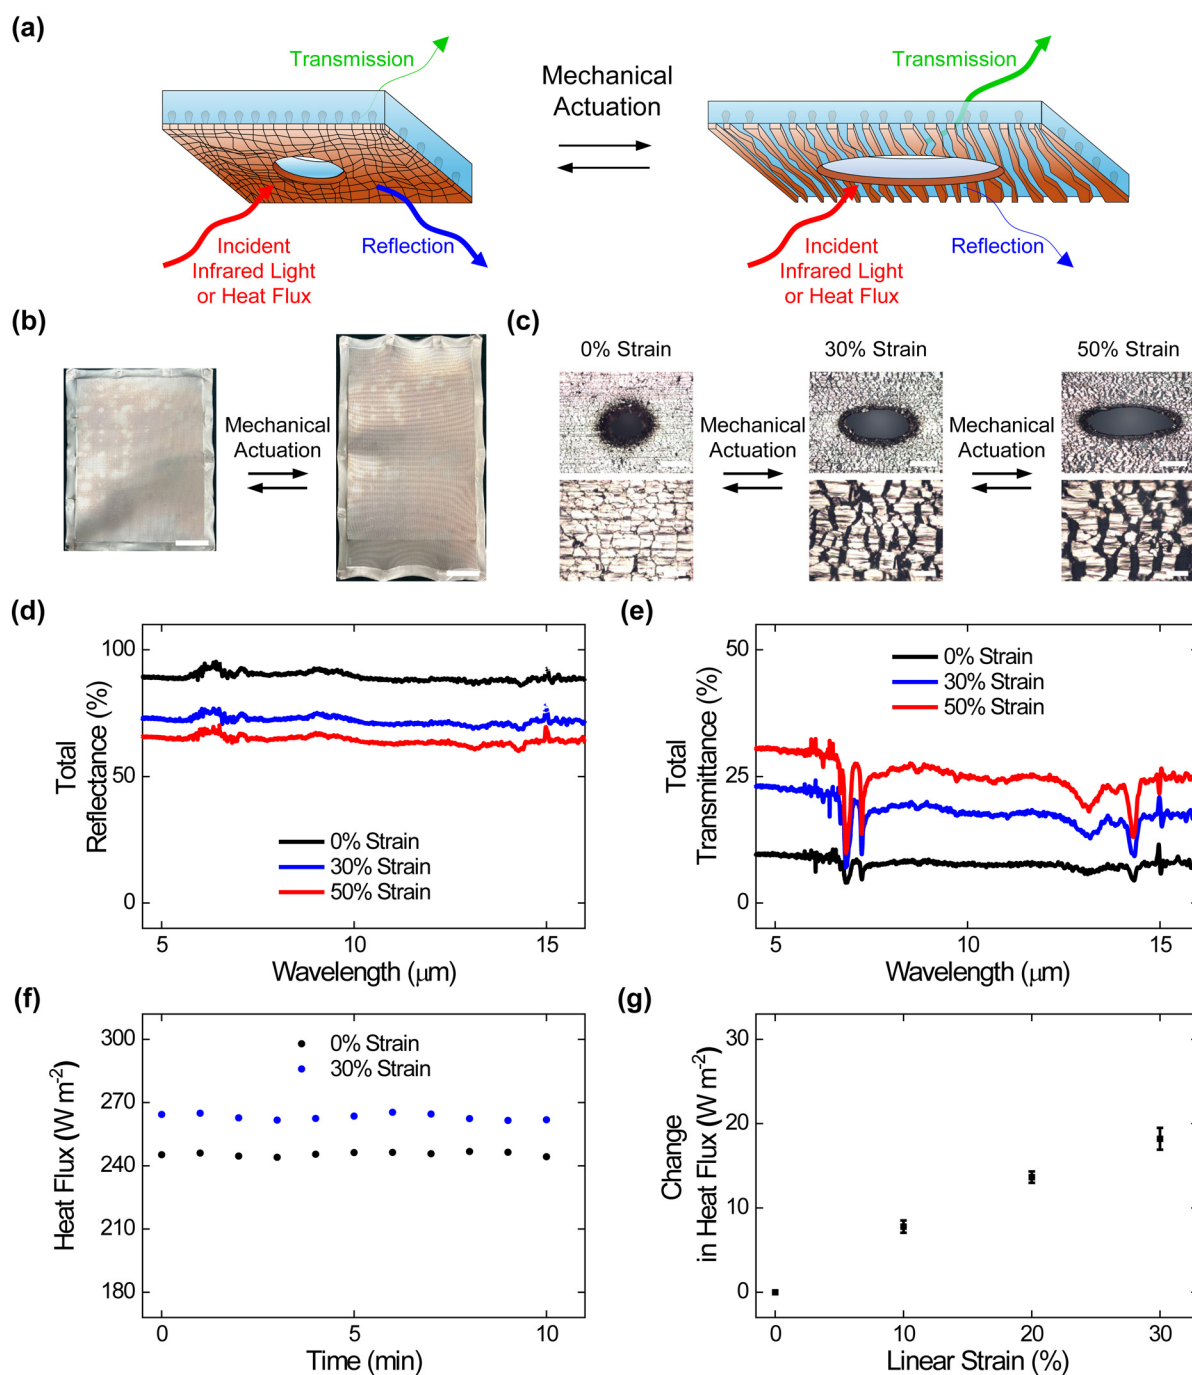 (a)
Transmission
Incident
Infrared Light
or Heat Flux
Reflection
Mechanical
Actuation
Transmission
Incident
Infrared Light
or Heat Flux
Reflection
(b)
Mechanical
Actuation
(c)
0% Strain
30% Strain
50% Strain
Mechanical
Actuation
Mechanical
Actuation
(d)
Total
Reflectance (%)
100
50
0
0% Strain
30% Strain
50% Strain
5
10
15
Wavelength (μm)
(e)
Total
Transmittance (%)
50
25
0
0% Strain
30% Strain
50% Strain
5
10
15
Wavelength (μm)
(f)
Heat Flux (W m-2)
300
270
240
210
180
0% Strain
30% Strain
0
5
10
Time (min)
(g)
Change
in Heat Flux (W m-2)
30
20
10
0
0
10
20
30
Linear Strain (%)